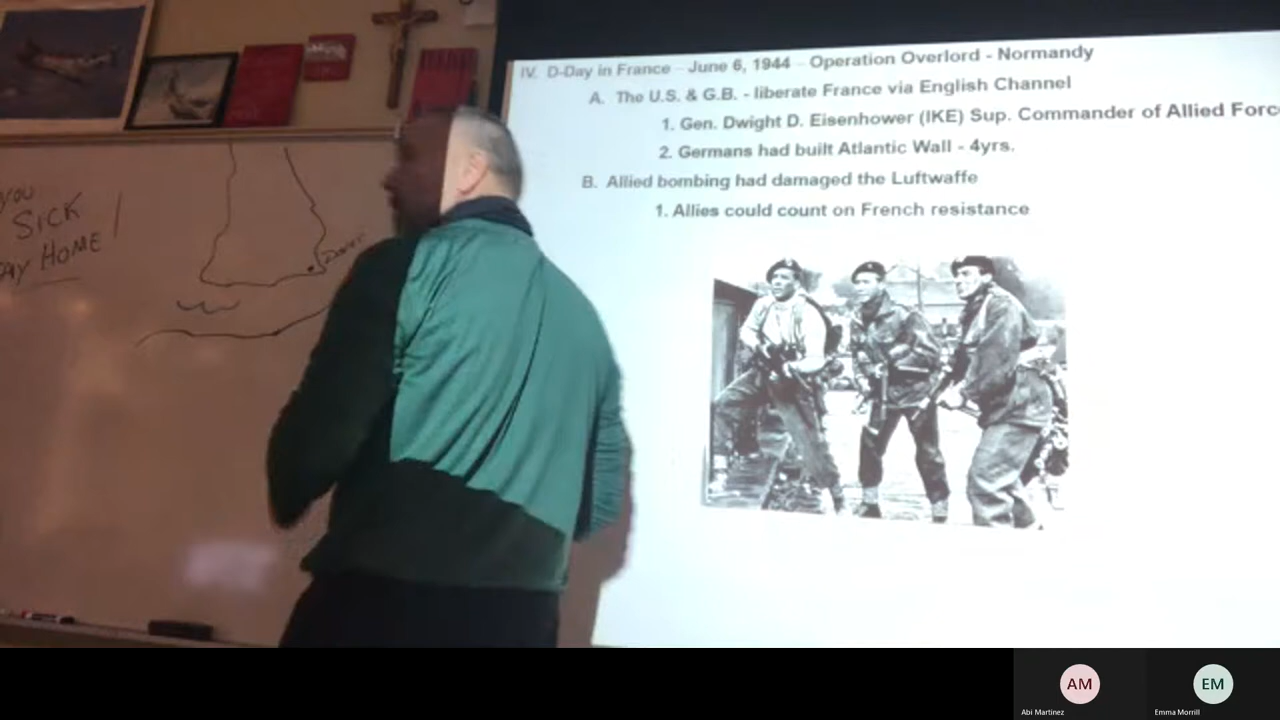 IV. D-Day in France - June 6, 1944 - Operation Overlord - Normandy
A. The U.S. & G.B. - liberate France via English Channel
1. Gen. Dwight D. Eisenhower (IKE) Sup. Commander of Allied Forc
2. Germans had built Atlantic Wall - 4yrs.
B. Allied bombing had damaged the Luftwaffe
1. Allies could count on French resistance
you
SICK
AY HOME!
Dover
AM
Abi Martinez
EM
Emma Morrill